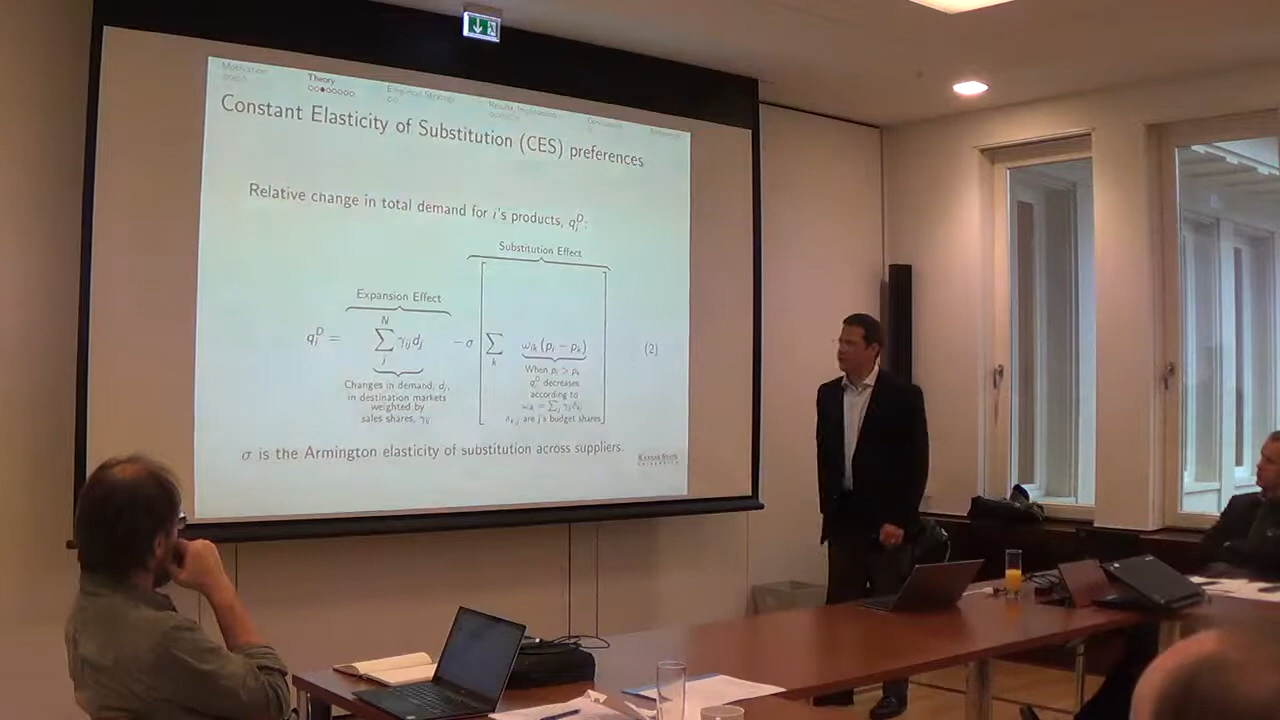 Motivation
Theory
Empirical Strategy
Constant Elasticity of Substitution (CES) preferences
Relative change in total demand for i's products, q_i^D:
Substitution Effect
Expansion Effect
q_i^D = ∑_j^N γ_ij d_j − σ [ ∑_k ω_ik (p_i − p_k) ] (2)
Changes in demand, d_j,
in destination markets
weighted by
sales shares, γ_ij
When p_i > p_k
q_i^D decreases
according to
are j's budget shares
σ is the Armington elasticity of substitution across suppliers.
KANSAS STATE
UNIVERSITY